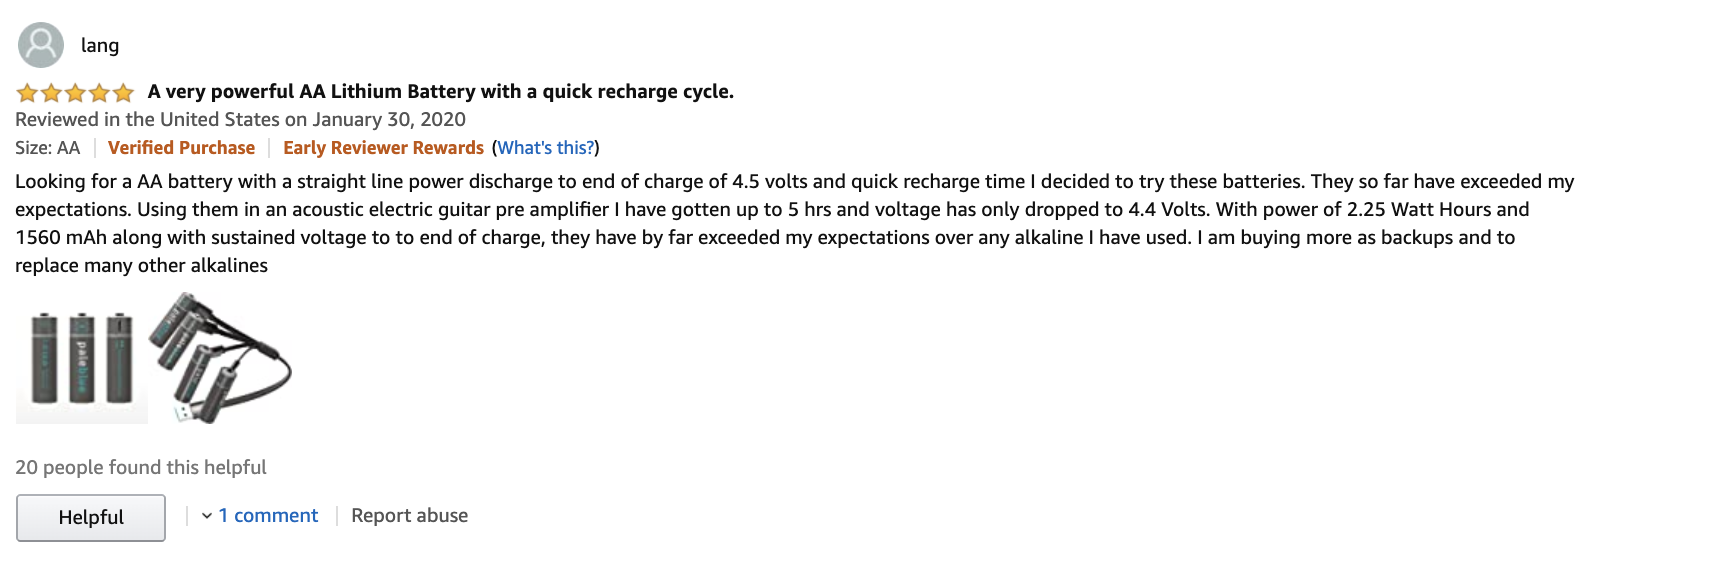 lang
A very powerful AA Lithium Battery with a quick recharge cycle.
Reviewed in the United States on January 30, 2020
Size: AA | Verified Purchase | Early Reviewer Rewards (What's this?)
Looking for a AA battery with a straight line power discharge to end of charge of 4.5 volts and quick recharge time I decided to try these batteries. They so far have exceeded my
expectations. Using them in an acoustic electric guitar pre amplifier I have gotten up to 5 hrs and voltage has only dropped to 4.4 Volts. With power of 2.25 Watt Hours and
1560 mAh along with sustained voltage to to end of charge, they have by far exceeded my expectations over any alkaline I have used. I am buying more as backups and to
replace many other alkalines
paleblue
20 people found this helpful
Helpful | 1 comment | Report abuse